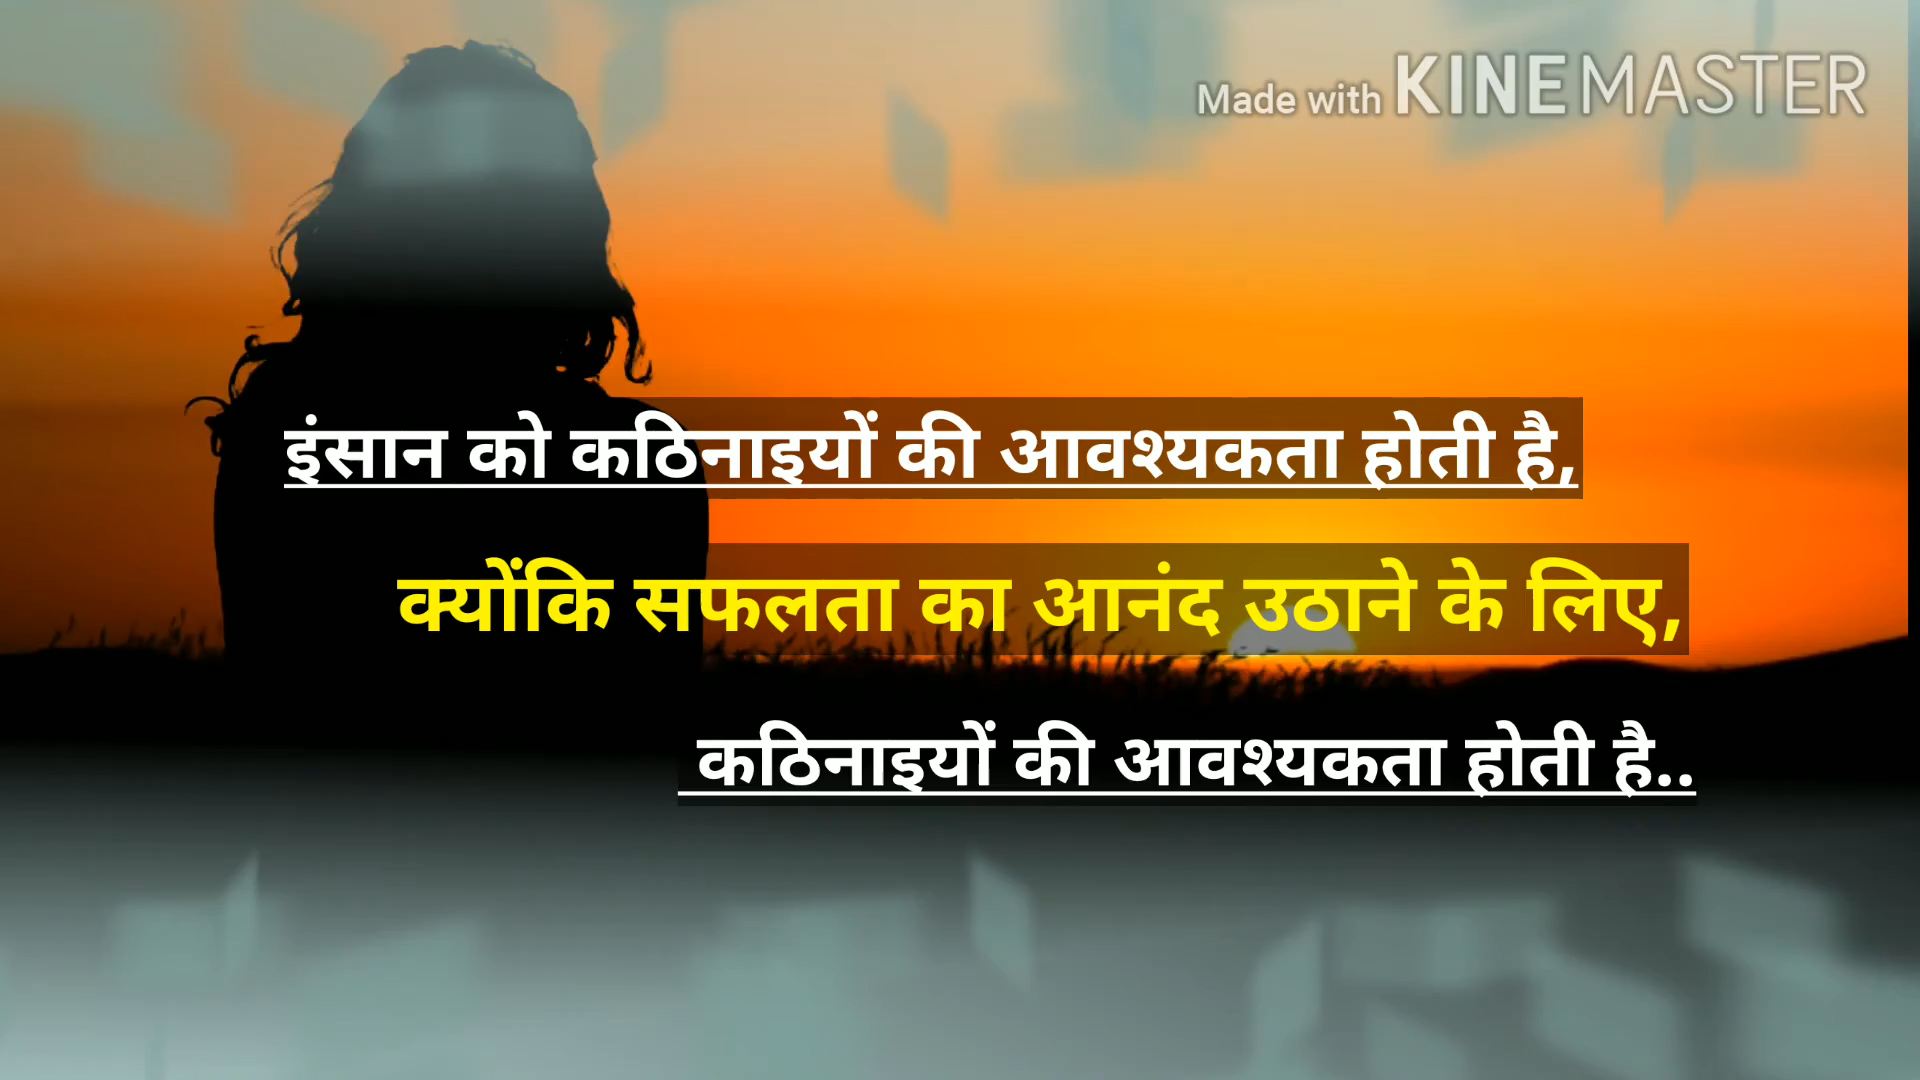 Made with KINEMASTER
इंसान को कठिनाइयों की आवश्यकता होती है,
क्योंकि सफलता का आनंद उठाने के लिए,
कठिनाइयों की आवश्यकता होती है..